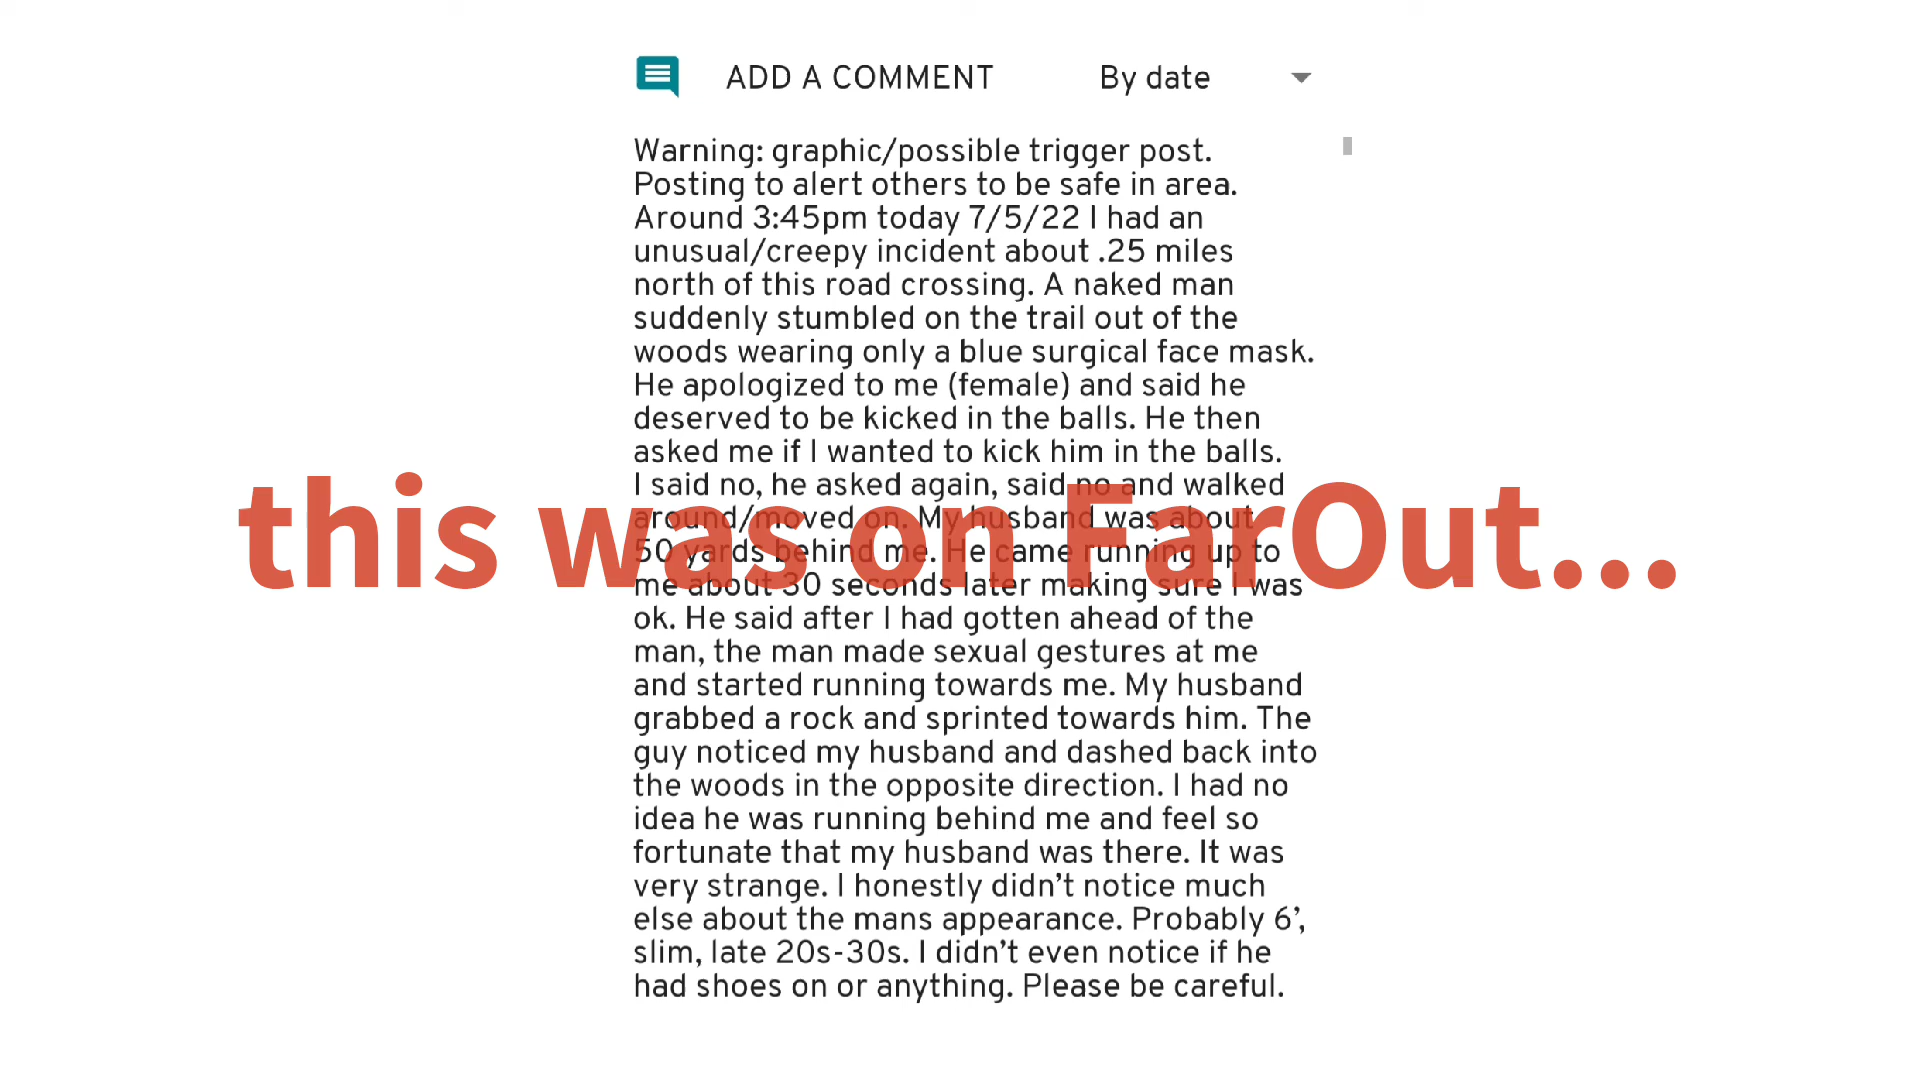 ADD A COMMENT By date
Warning: graphic/possible trigger post.
Posting to alert others to be safe in area.
Around 3:45pm today 7/5/22 I had an
unusual/creepy incident about .25 miles
north of this road crossing. A naked man
suddenly stumbled on the trail out of the
woods wearing only a blue surgical face mask.
He apologized to me (female) and said he
deserved to be kicked in the balls. He then
asked me if I wanted to kick him in the balls.
I said no, he asked again, said no and walked
around/moved on. My husband was about
50 yards behind me. He came running up to
me about 30 seconds later making sure I was
ok. He said after I had gotten ahead of the
man, the man made sexual gestures at me
and started running towards me. My husband
grabbed a rock and sprinted towards him. The
guy noticed my husband and dashed back into
the woods in the opposite direction. I had no
idea he was running behind me and feel so
fortunate that my husband was there. It was
very strange. I honestly didn’t notice much
else about the mans appearance. Probably 6’,
slim, late 20s-30s. I didn’t even notice if he
had shoes on or anything. Please be careful.
this was on FarOut...